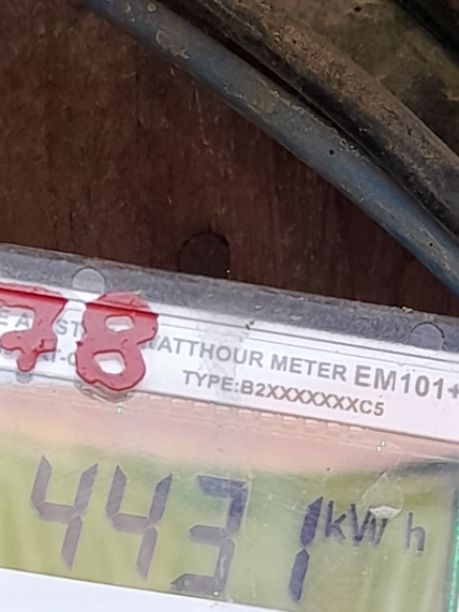 78
WATTHOUR METER EM101+
TYPE:B2XXXXXXXC5
4431 kWh